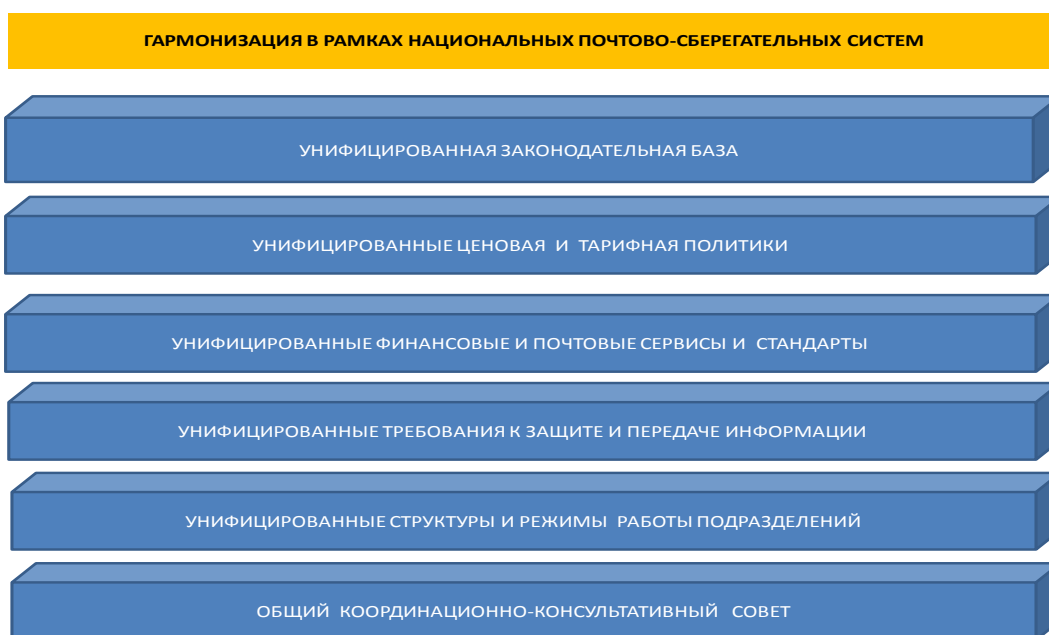 ГАРМОНИЗАЦИЯ В РАМКАХ НАЦИОНАЛЬНЫХ ПОЧТОВО-СБЕРЕГАТЕЛЬНЫХ СИСТЕМ
УНИФИЦИРОВАННАЯ ЗАКОНОДАТЕЛЬНАЯ БАЗА
УНИФИЦИРОВАННЫЕ ЦЕНОВАЯ И ТАРИФНАЯ ПОЛИТИКИ
УНИФИЦИРОВАННЫЕ ФИНАНСОВЫЕ И ПОЧТОВЫЕ СЕРВИСЫ И СТАНДАРТЫ
УНИФИЦИРОВАННЫЕ ТРЕБОВАНИЯ К ЗАЩИТЕ И ПЕРЕДАЧЕ ИНФОРМАЦИИ
УНИФИЦИРОВАННЫЕ СТРУКТУРЫ И РЕЖИМЫ РАБОТЫ ПОДРАЗДЕЛЕНИЙ
ОБЩИЙ КООРДИНАЦИОННО-КОНСУЛЬТАТИВНЫЙ СОВЕТ